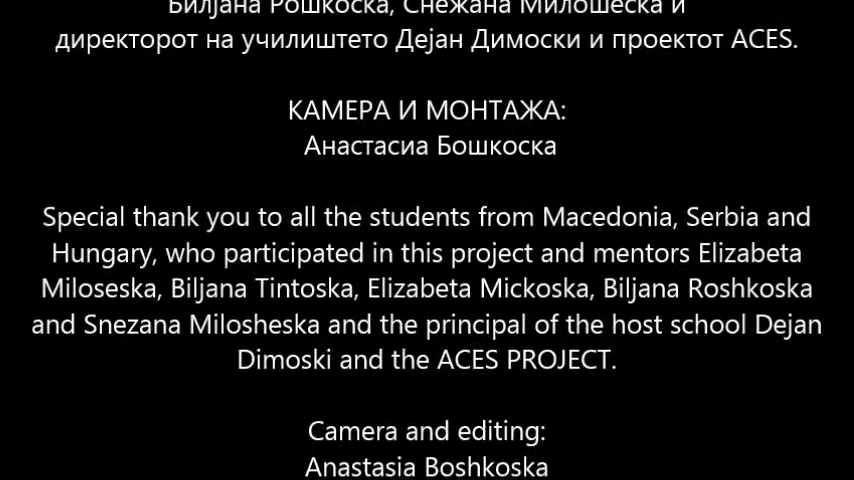 Билјана Рошкоска, Снежана Милошеска и
директорот на училиштето Дејан Димоски и проектот ACES.
КАМЕРА И МОНТАЖА:
Анастасиа Бошкоска
Special thank you to all the students from Macedonia, Serbia and
Hungary, who participated in this project and mentors Elizabeta
Miloseska, Biljana Tintoska, Elizabeta Mickoska, Biljana Roshkoska
and Snezana Milosheska and the principal of the host school Dejan
Dimoski and the ACES PROJECT.
Camera and editing:
Anastasia Boshkoska